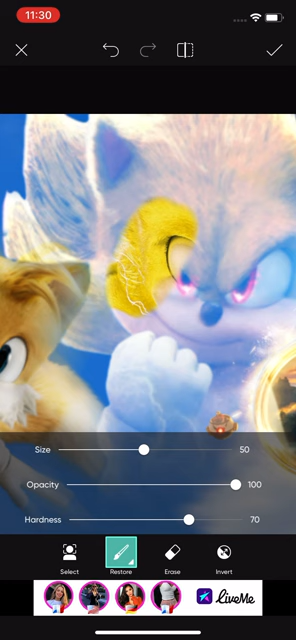 11:30
Size 50
Opacity 100
Hardness 70
Select Restore Erase Invert
LiveMe